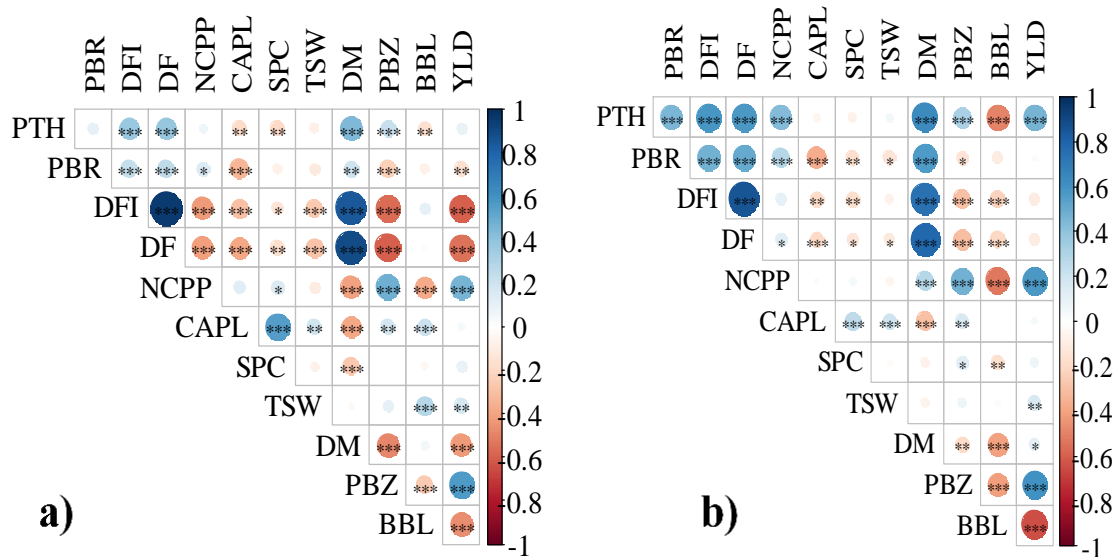 PBR DFI DF NCPP CAPL SPC TSW DM PBZ BBL YLD
PTH *** *** ** ** *** *** **
PBR *** *** * *** ** *** **
DFI *** *** *** * *** *** *** ***
DF *** *** ** *** *** *** ***
NCPP * *** *** *** ***
CAPL *** ** *** ** ***
SPC ***
TSW *** **
DM *** ***
PBZ *** ***
BBL ***
1
0.8
0.6
0.4
0.2
0
-0.2
-0.4
-0.6
-0.8
-1
a)
PBR DFI DF NCPP CAPL SPC TSW DM PBZ BBL YLD
PTH *** *** *** *** *** *** *** ***
PBR *** *** *** *** ** * *** *
DFI *** ** ** *** *** ***
DF * *** * * *** *** ***
NCPP *** *** *** ***
CAPL *** *** *** **
SPC * **
TSW **
DM ** *** *
PBZ *** ***
BBL ***
1
0.8
0.6
0.4
0.2
0
-0.2
-0.4
-0.6
-0.8
-1
b)